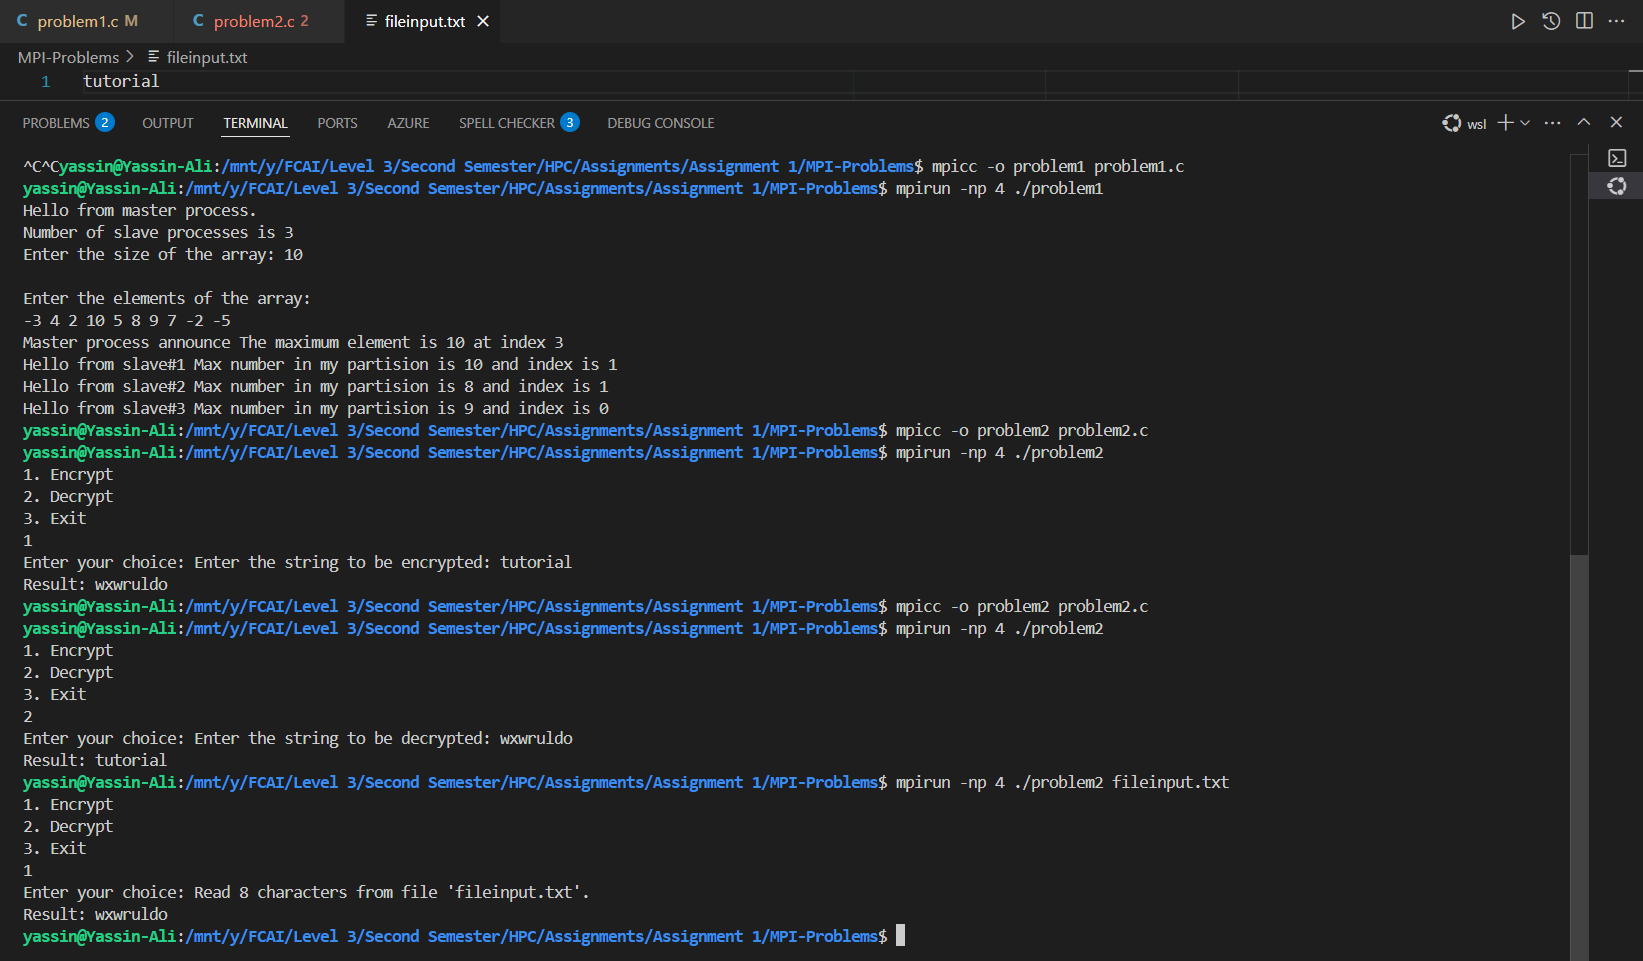 C problem1.c M C problem2.c 2 fileinput.txt
MPI-Problems > fileinput.txt
1 tutorial
PROBLEMS 2 OUTPUT TERMINAL PORTS AZURE SPELL CHECKER 3 DEBUG CONSOLE wsl
^C^Cyassin@Yassin-Ali:/mnt/y/FCAI/Level 3/Second Semester/HPC/Assignments/Assignment 1/MPI-Problems$ mpicc -o problem1 problem1.c
yassin@Yassin-Ali:/mnt/y/FCAI/Level 3/Second Semester/HPC/Assignments/Assignment 1/MPI-Problems$ mpirun -np 4 ./problem1
Hello from master process.
Number of slave processes is 3
Enter the size of the array: 10
Enter the elements of the array:
-3 4 2 10 5 8 9 7 -2 -5
Master process announce The maximum element is 10 at index 3
Hello from slave#1 Max number in my partision is 10 and index is 1
Hello from slave#2 Max number in my partision is 8 and index is 1
Hello from slave#3 Max number in my partision is 9 and index is 0
yassin@Yassin-Ali:/mnt/y/FCAI/Level 3/Second Semester/HPC/Assignments/Assignment 1/MPI-Problems$ mpicc -o problem2 problem2.c
yassin@Yassin-Ali:/mnt/y/FCAI/Level 3/Second Semester/HPC/Assignments/Assignment 1/MPI-Problems$ mpirun -np 4 ./problem2
1. Encrypt
2. Decrypt
3. Exit
1
Enter your choice: Enter the string to be encrypted: tutorial
Result: wxwruldo
yassin@Yassin-Ali:/mnt/y/FCAI/Level 3/Second Semester/HPC/Assignments/Assignment 1/MPI-Problems$ mpicc -o problem2 problem2.c
yassin@Yassin-Ali:/mnt/y/FCAI/Level 3/Second Semester/HPC/Assignments/Assignment 1/MPI-Problems$ mpirun -np 4 ./problem2
1. Encrypt
2. Decrypt
3. Exit
2
Enter your choice: Enter the string to be decrypted: wxwruldo
Result: tutorial
yassin@Yassin-Ali:/mnt/y/FCAI/Level 3/Second Semester/HPC/Assignments/Assignment 1/MPI-Problems$ mpirun -np 4 ./problem2 fileinput.txt
1. Encrypt
2. Decrypt
3. Exit
1
Enter your choice: Read 8 characters from file 'fileinput.txt'.
Result: wxwruldo
yassin@Yassin-Ali:/mnt/y/FCAI/Level 3/Second Semester/HPC/Assignments/Assignment 1/MPI-Problems$